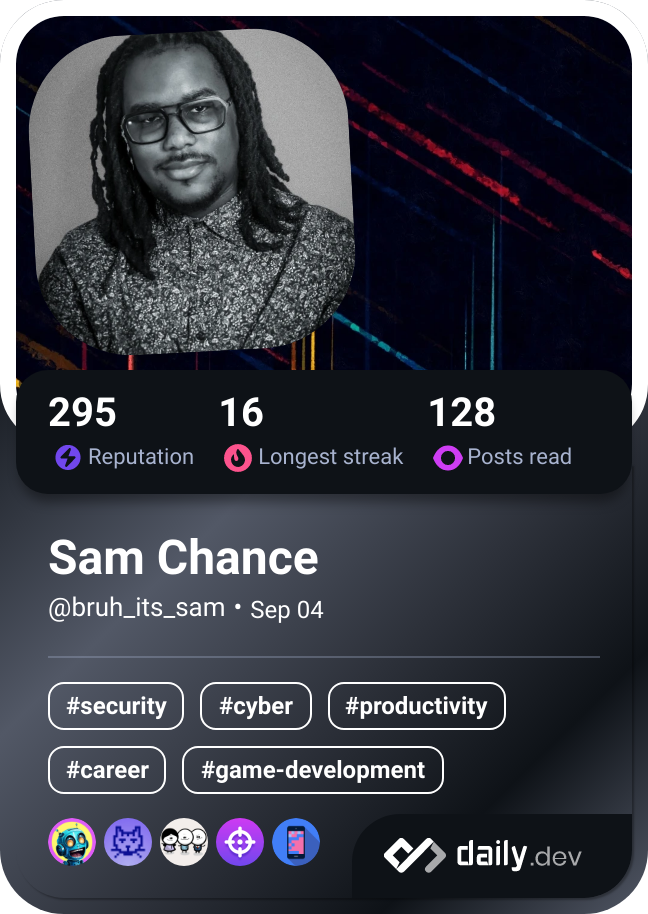 295 16 128
Reputation Longest streak Posts read
Sam Chance
@bruh_its_sam • Sep 04
#security #cyber #productivity
#career #game-development
daily.dev